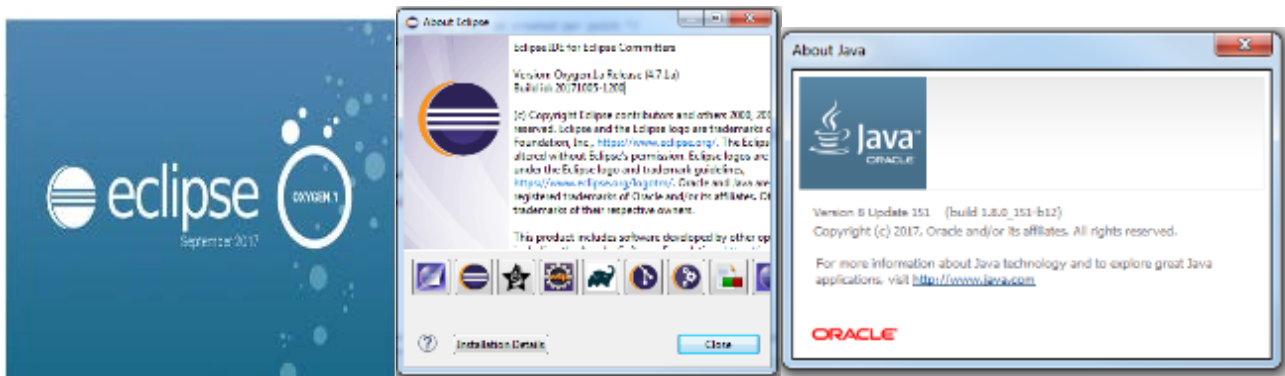 eclipse
OXYGEN.1
September 2017
About Eclipse
Eclipse IDE for Eclipse Committers
Version: Oxygen.1a Release (4.7.1a)
Build id: 20171005-1200
(c) Copyright Eclipse contributors and others 2000, 20
reserved. Eclipse and the Eclipse logo are trademarks o
Foundation, Inc., https://www.eclipse.org/. The Eclips
altered without Eclipse's permission. Eclipse logos are
under the Eclipse logo and trademark guidelines,
https://www.eclipse.org/logotm/. Oracle and Java are
registered trademarks of Oracle and/or its affiliates. Ot
trademarks of their respective owners.
This product includes software developed by other op
Installation Details
Close
About Java
Java™
ORACLE
Version 8 Update 151 (build 1.8.0_151-b12)
Copyright (c) 2017, Oracle and/or its affiliates. All rights reserved.
For more information about Java technology and to explore great Java
applications, visit http://www.java.com
ORACLE